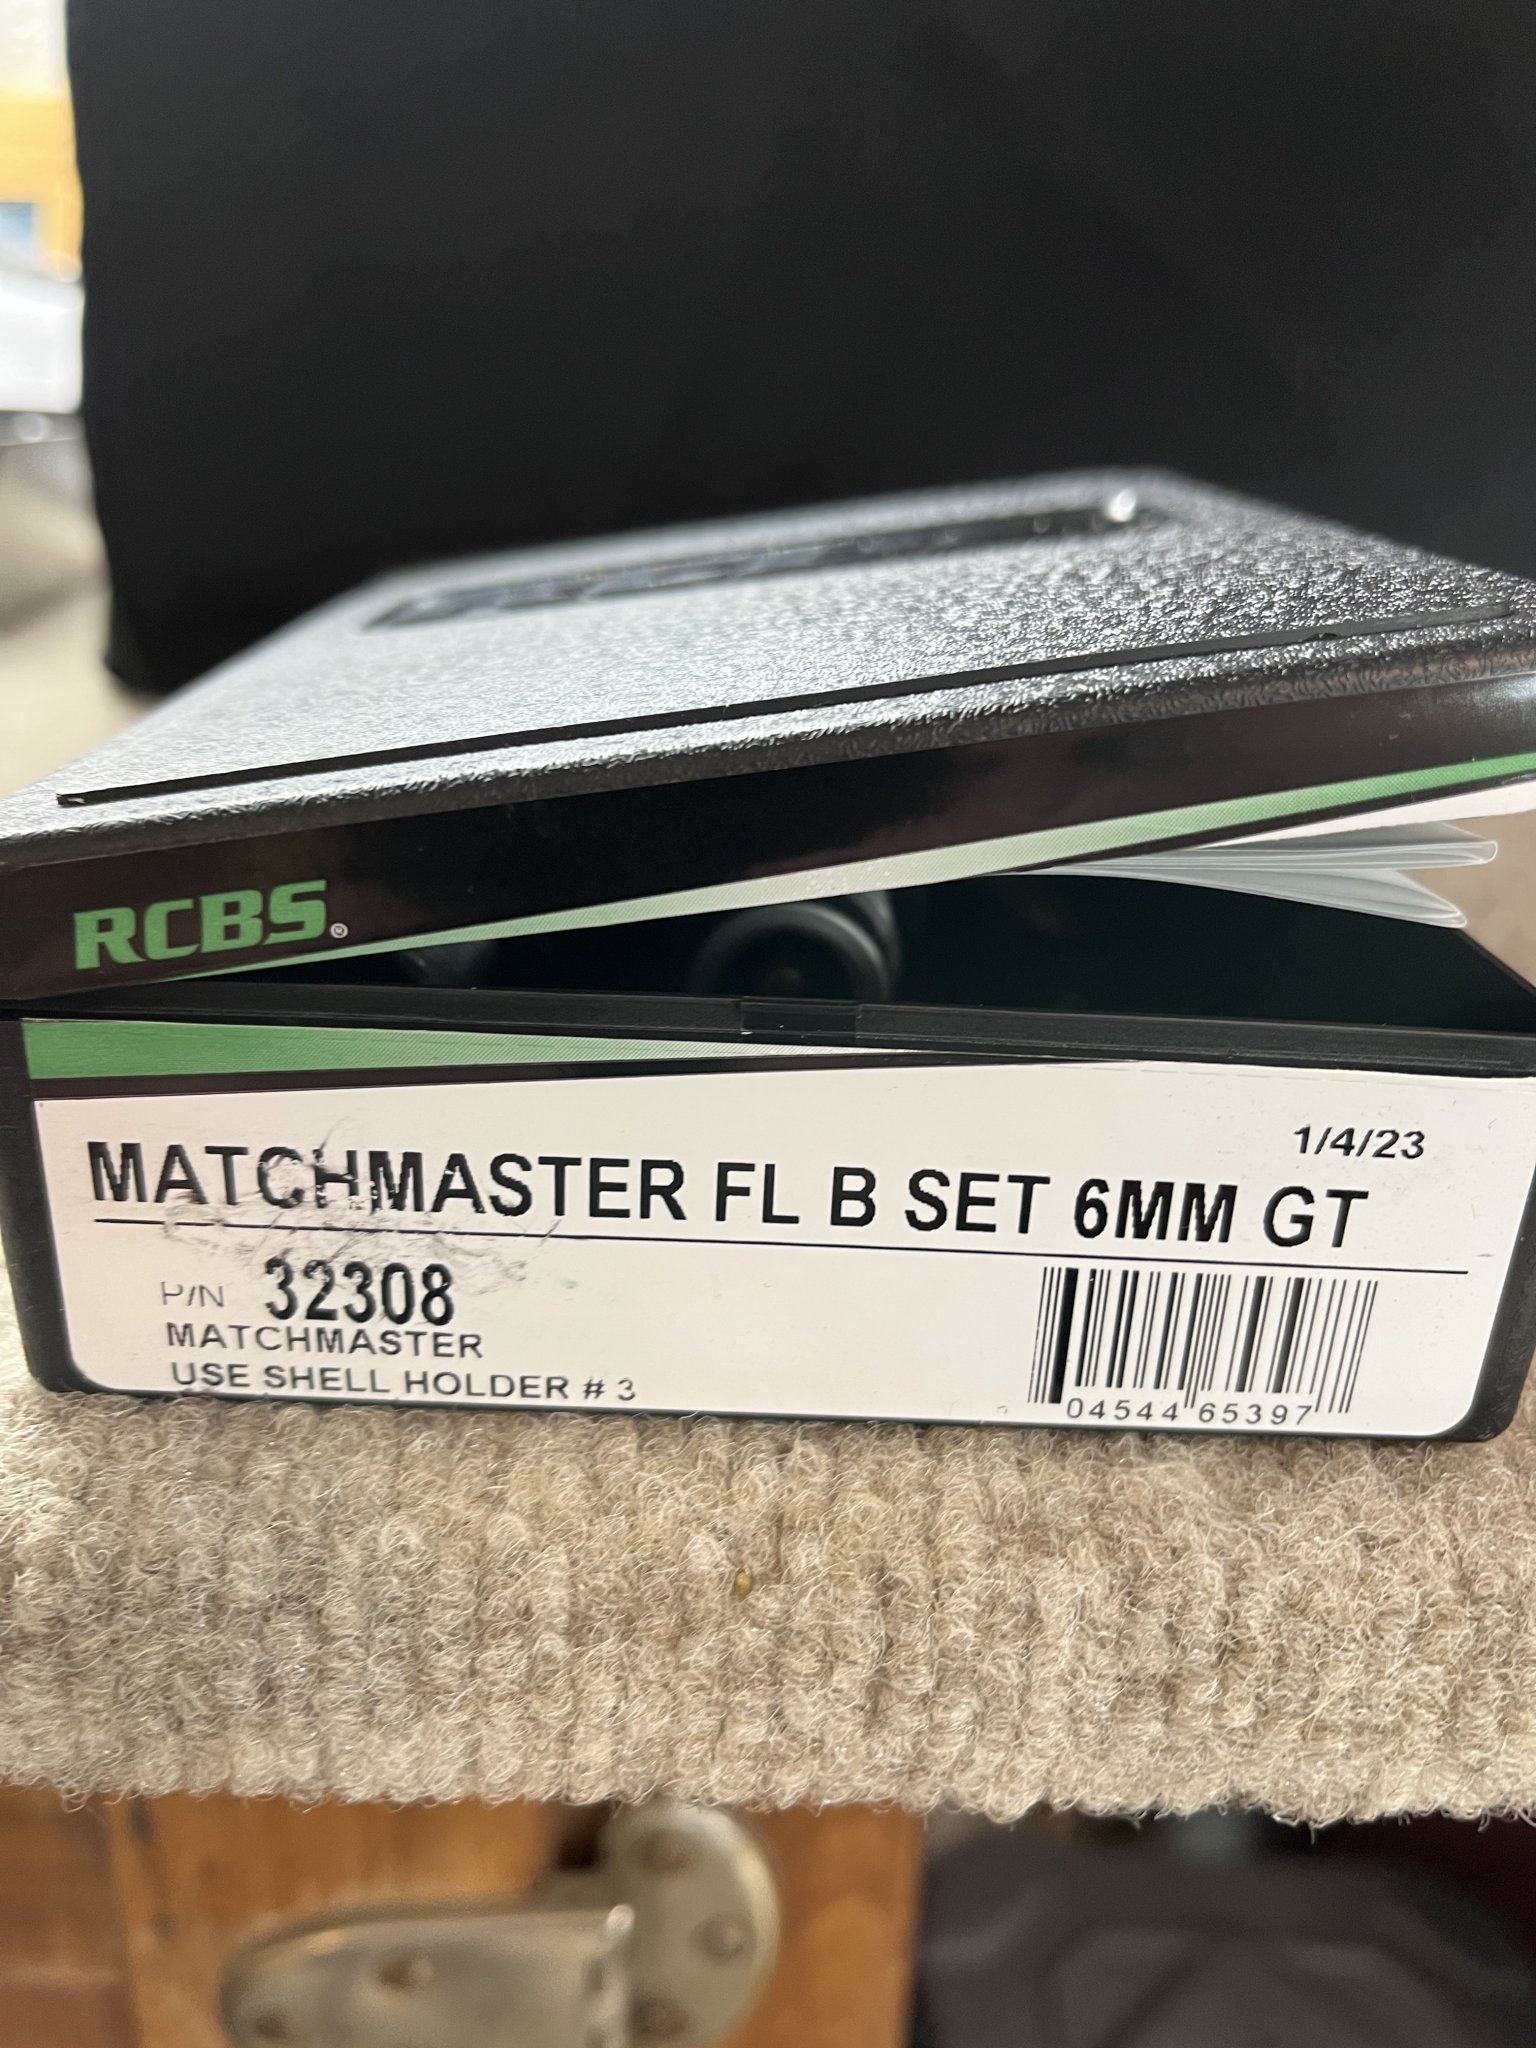 RCBS®
1/4/23
MATCHMASTER FL B SET 6MM GT
P/N 32308
MATCHMASTER
USE SHELL HOLDER # 3
04544 65397